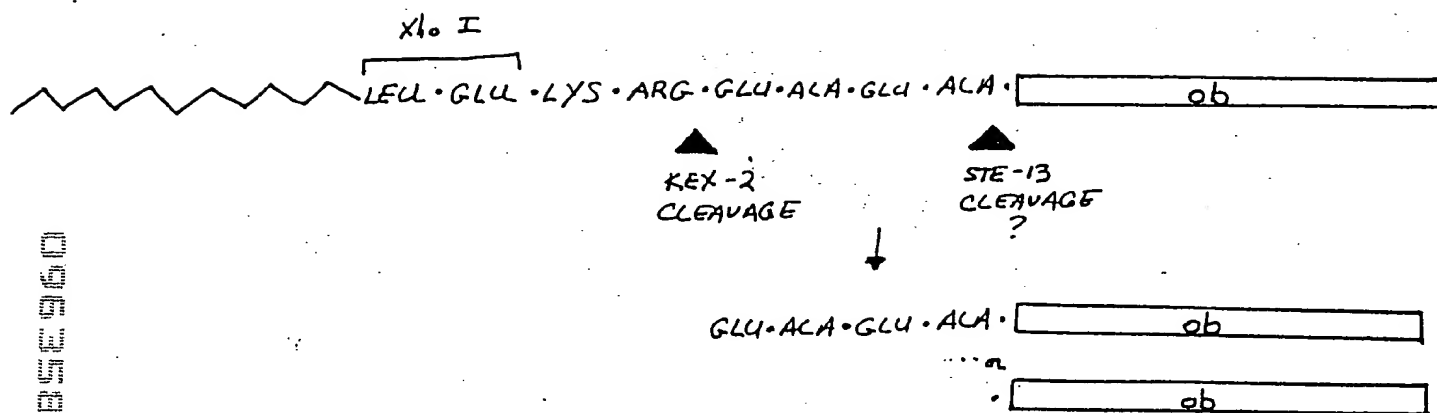 Xho I
LEU · GLU · LYS · ARG · GLU · ALA · GLU · ALA · ob
KEX-2 CLEAVAGE
STE-13 CLEAVAGE ?
GLU · ALA · GLU · ALA · ob
.... or
· ob